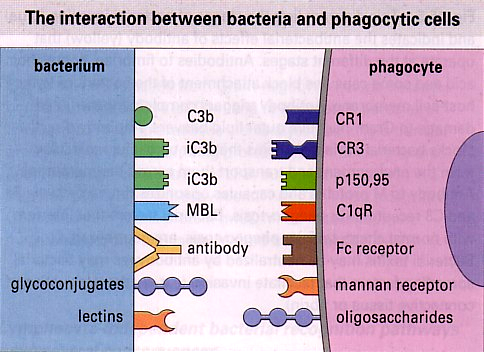 The interaction between bacteria and phagocytic cells
bacterium phagocyte
C3b CR1
iC3b CR3
iC3b p150,95
MBL C1qR
antibody Fc receptor
glycoconjugates mannan receptor
lectins oligosaccharides